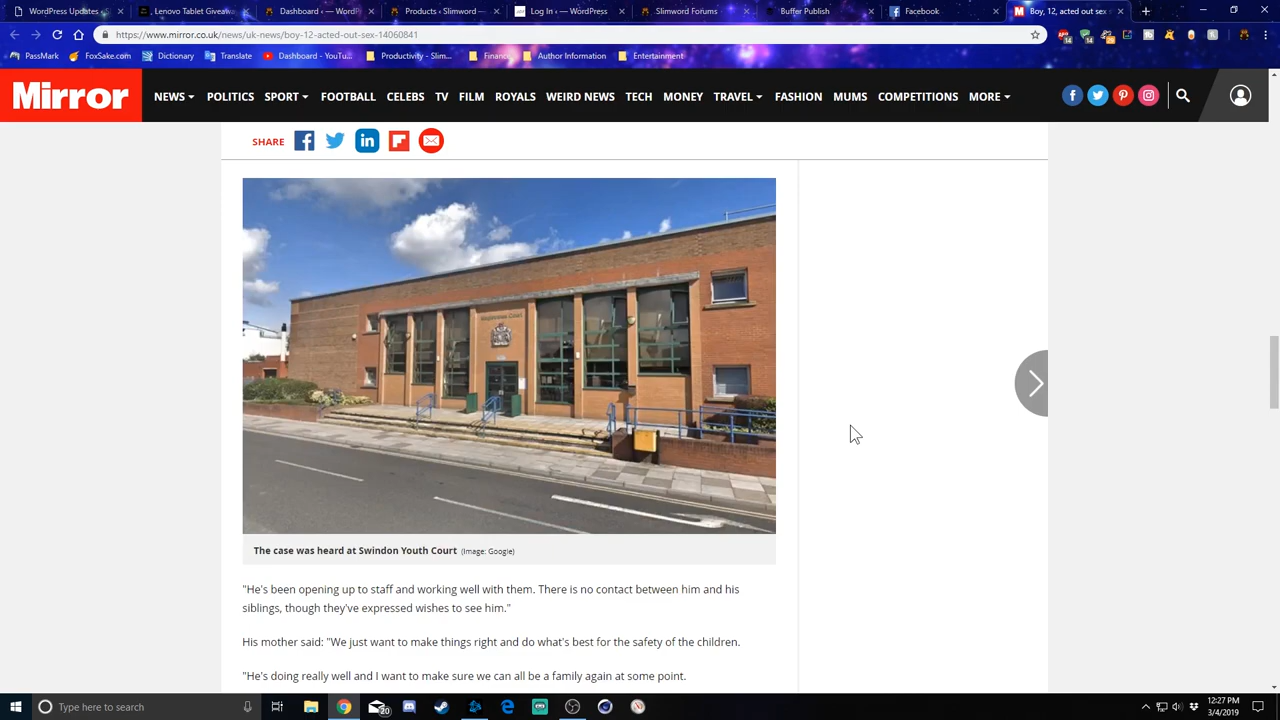 WordPress Updates ‹ S
Lenovo Tablet Giveaw
Dashboard ‹ WordP
Products ‹ Slimword —
Log In ‹ — WordPress
Slimword Forums
Buffer Publish
Facebook
Boy, 12, acted out sex
https://www.mirror.co.uk/news/uk-news/boy-12-acted-out-sex-14060841
PassMark FoxSake.com Dictionary Translate Dashboard - YouTu... Productivity - Slim... Finance Author Information Entertainment
Mirror NEWS POLITICS SPORT FOOTBALL CELEBS TV FILM ROYALS WEIRD NEWS TECH MONEY TRAVEL FASHION MUMS COMPETITIONS MORE
SHARE
The case was heard at Swindon Youth Court (Image: Google)
"He's been opening up to staff and working well with them. There is no contact between him and his
siblings, though they've expressed wishes to see him."
His mother said: "We just want to make things right and do what's best for the safety of the children.
"He's doing really well and I want to make sure we can all be a family again at some point.
Type here to search
20
12:27 PM
3/4/2019